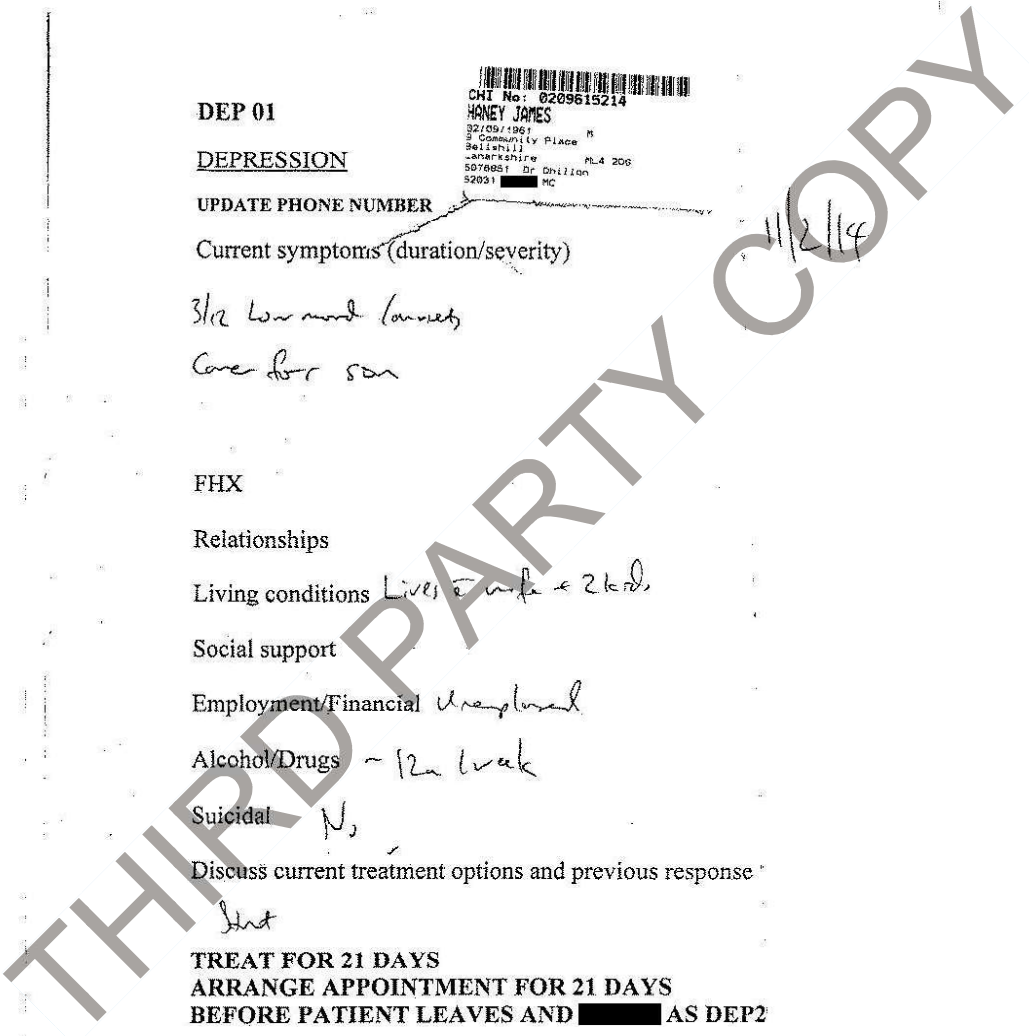 CHI No: 0209615214
DEP 01
HANEY JAMES
02/09/1961 M
9 Community Place
DEPRESSION
Bellshill
Lanarkshire ML4 2DS
5076851 Dr Dhillon
52031 MC
UPDATE PHONE NUMBER
11/2/14
Current symptoms (duration/severity)
3/12 Low mood /anxiety
Care for son
FHX
Relationships
Living conditions Lives c̄ wife + 2 kids
Social support
Employment/Financial Unemployed
Alcohol/Drugs ~ 12u /week
Suicidal No
Discuss current treatment options and previous response
TREAT FOR 21 DAYS
ARRANGE APPOINTMENT FOR 21 DAYS
BEFORE PATIENT LEAVES AND AS DEP2
THIRD PARTY COPY